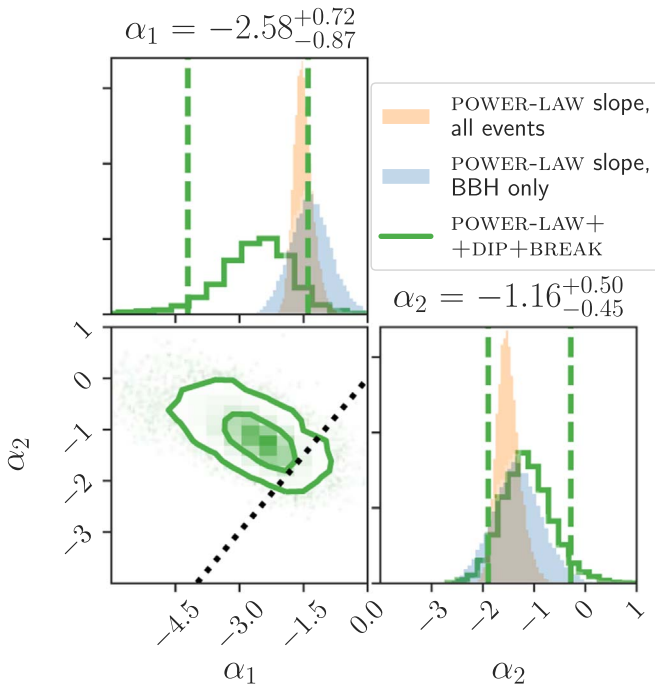 α₁ = −2.58⁺⁰·⁷²₋₀.₈₇
POWER-LAW slope,
all events
POWER-LAW slope,
BBH only
POWER-LAW+
+DIP+BREAK
α₂ = −1.16⁺⁰·⁵⁰₋₀.₄₅
1
0
−1
−2
−3
α₂
−4.5
−3.0
−1.5
0.0
α₁
−3
−2
−1
0
1
α₂